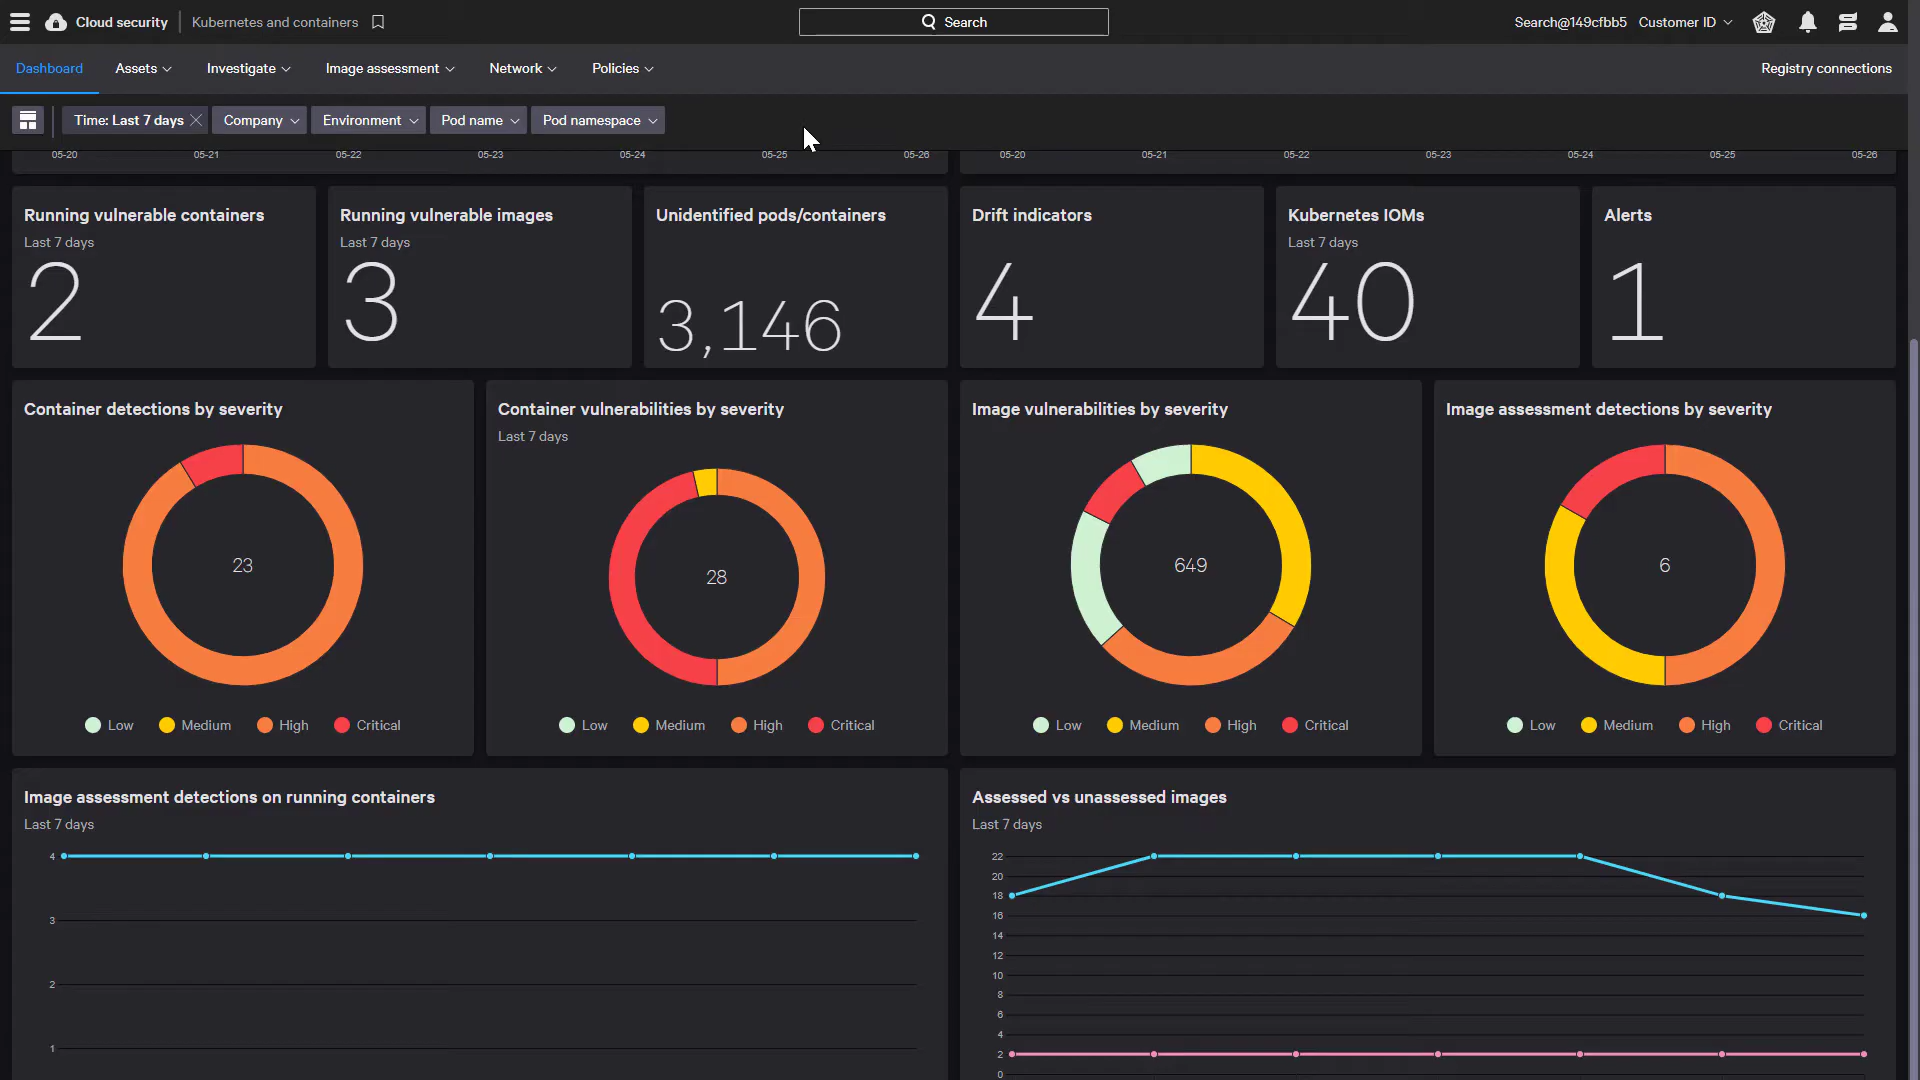 Cloud security
Kubernetes and containers
Search
Search@149cfbb5
Customer ID
Dashboard
Assets
Investigate
Image assessment
Network
Policies
Registry connections
Time: Last 7 days
Company
Environment
Pod name
Pod namespace
05-20 05-21 05-22 05-23 05-24 05-25 05-26
05-20 05-21 05-22 05-23 05-24 05-25 05-26
Running vulnerable containers
Last 7 days
2
Running vulnerable images
Last 7 days
3
Unidentified pods/containers
3,146
Drift indicators
4
Kubernetes IOMs
Last 7 days
40
Alerts
1
Container detections by severity
23
Low Medium High Critical
Container vulnerabilities by severity
Last 7 days
28
Low Medium High Critical
Image vulnerabilities by severity
649
Low Medium High Critical
Image assessment detections by severity
6
Low Medium High Critical
Image assessment detections on running containers
Last 7 days
4
3
2
1
Assessed vs unassessed images
Last 7 days
22
20
18
16
14
12
10
8
6
4
2
0